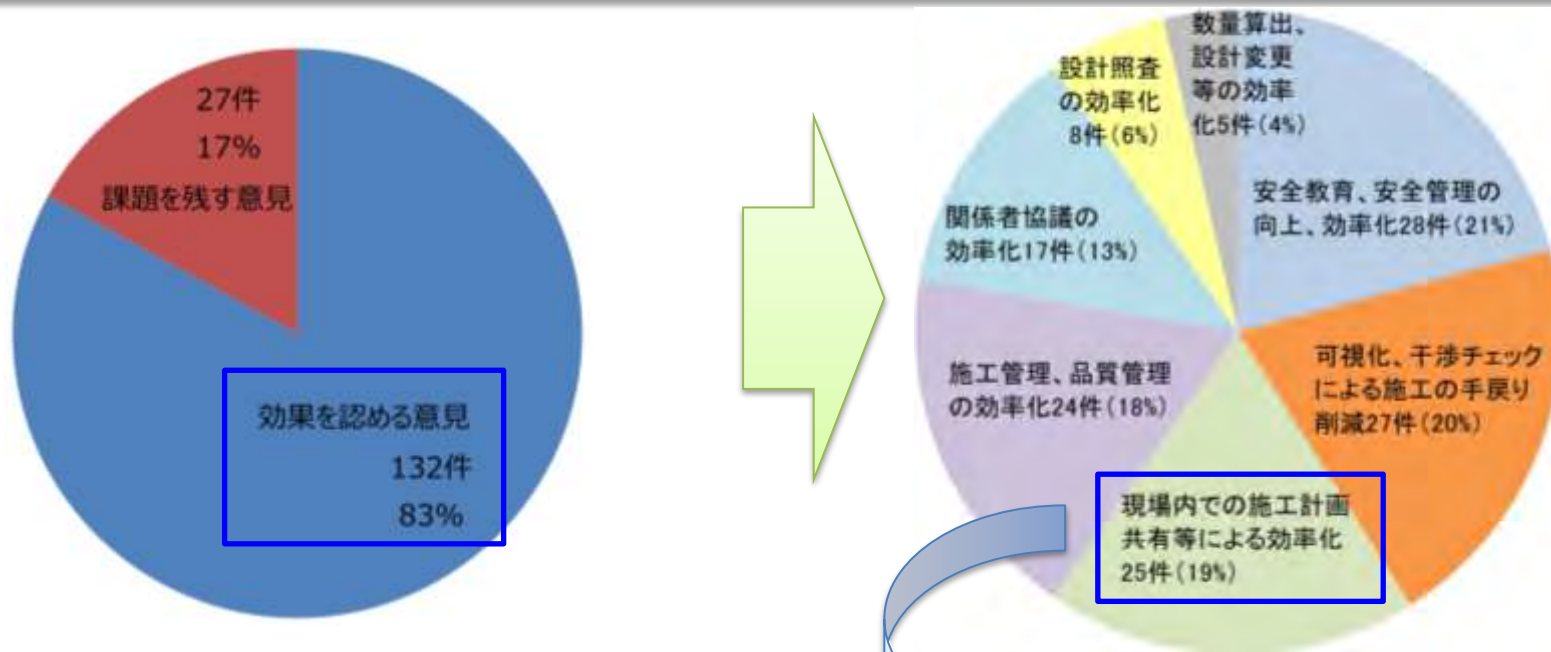 27件
17%
課題を残す意見
効果を認める意見
132件
83%
数量算出、
設計変更
等の効率
化5件(4%)
設計照査
の効率化
8件(6%)
安全教育、安全管理の
向上、効率化28件(21%)
関係者協議の
効率化17件(13%)
可視化、干渉チェック
による施工の手戻り
削減27件(20%)
施工管理、品質管理
の効率化24件(18%)
現場内での施工計画
共有等による効率化
25件(19%)